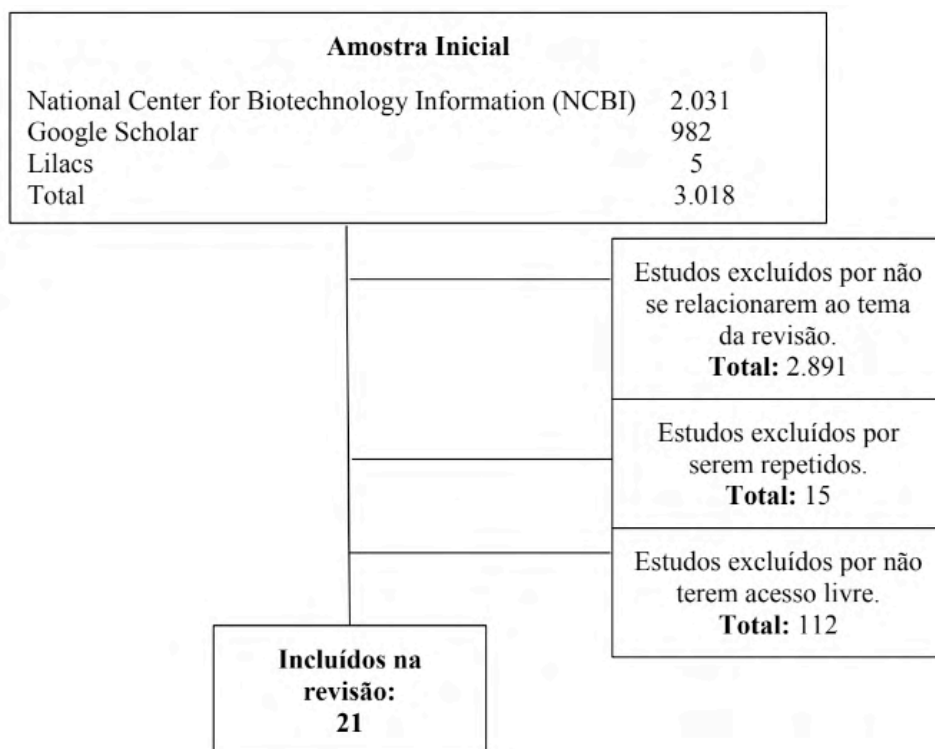 Amostra Inicial
National Center for Biotechnology Information (NCBI) 2.031
Google Scholar 982
Lilacs 5
Total 3.018
Estudos excluídos por não
se relacionarem ao tema
da revisão.
Total: 2.891
Estudos excluídos por
serem repetidos.
Total: 15
Estudos excluídos por não
terem acesso livre.
Total: 112
Incluídos na
revisão:
21